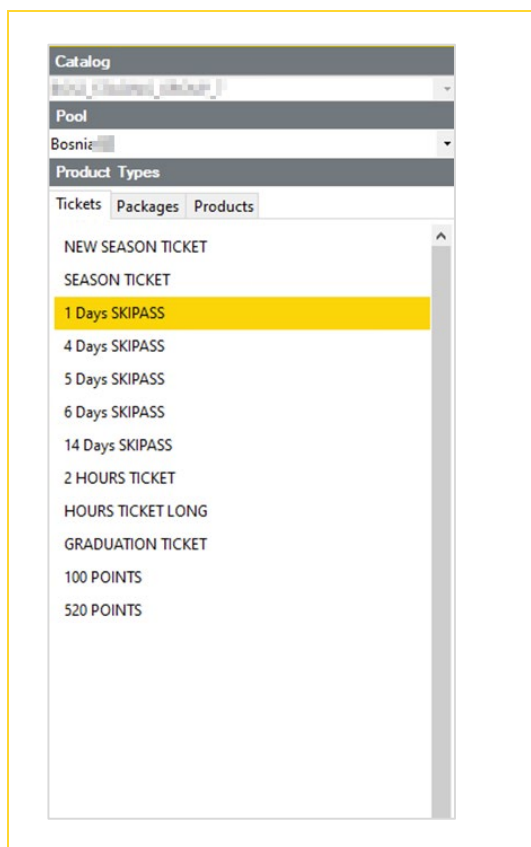 Catalog
Pool
Bosnia
Product Types
Tickets Packages Products
NEW SEASON TICKET
SEASON TICKET
1 Days SKIPASS
4 Days SKIPASS
5 Days SKIPASS
6 Days SKIPASS
14 Days SKIPASS
2 HOURS TICKET
HOURS TICKET LONG
GRADUATION TICKET
100 POINTS
520 POINTS